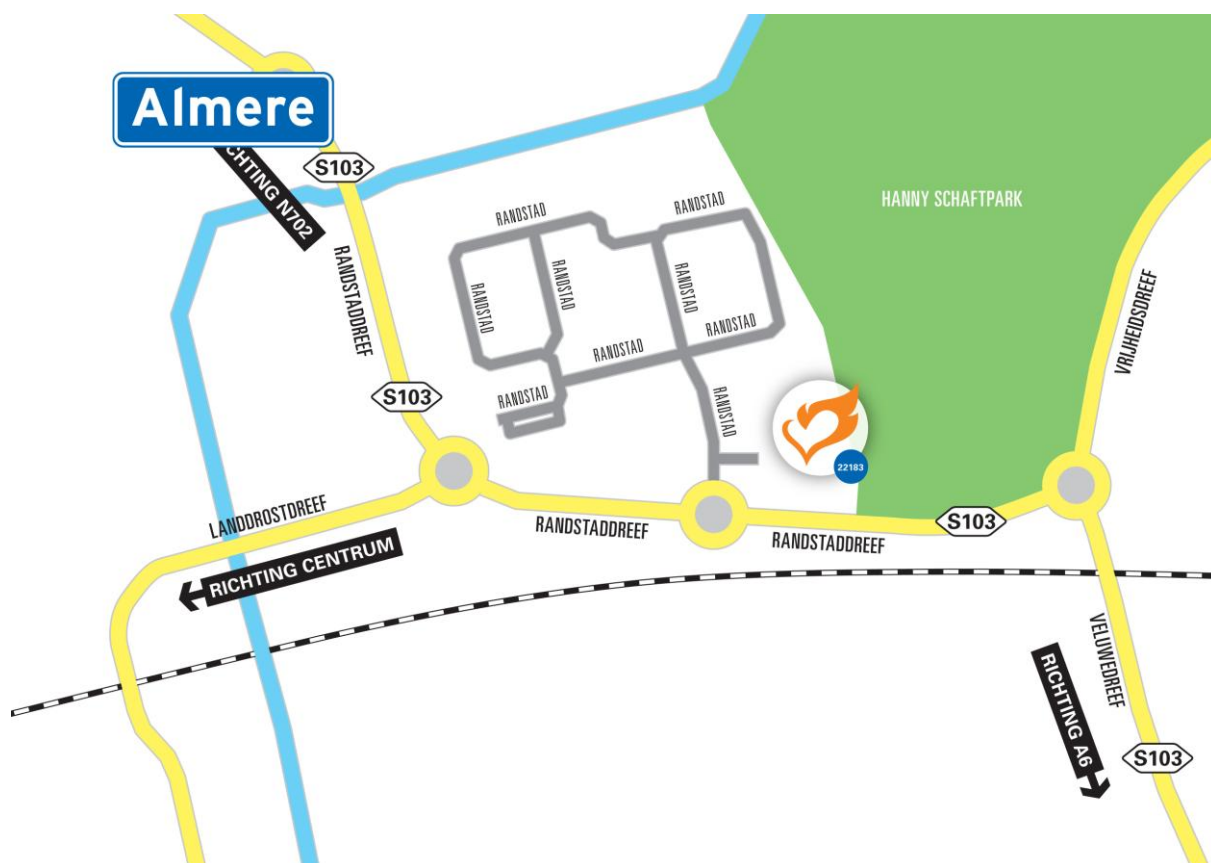 Almere
S103
CHTING N702
RANDSTADDREEF
S103
RANDSTAD
RANDSTAD
RANDSTAD
RANDSTAD
RANDSTAD
RANDSTAD
RANDSTAD
RANDSTAD
RANDSTAD
HANNY SCHAFTPARK
VRIJHEIDSDREEF
22183
LANDDROSTDREEF
RANDSTADDREEF
RANDSTADDREEF
S103
RICHTING CENTRUM
VELUWEDREEF
RICHTING A6
S103